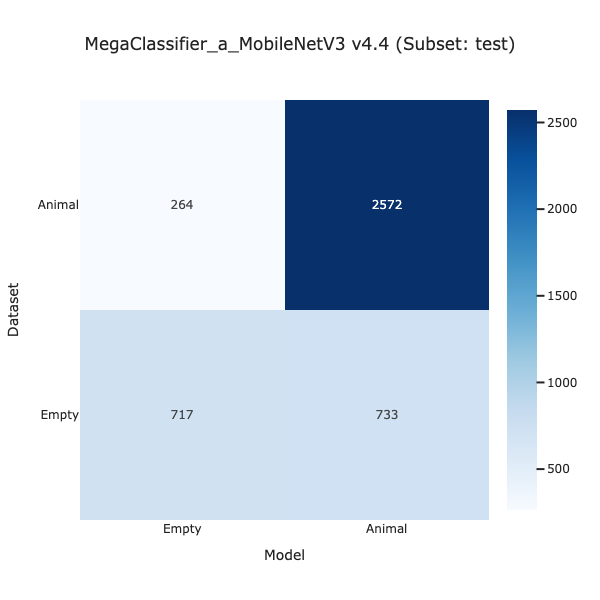 MegaClassifier_a_MobileNetV3 v4.4 (Subset: test)
2500
Animal
264
2572
2000
Dataset
1500
1000
Empty
717
733
500
Empty
Animal
Model